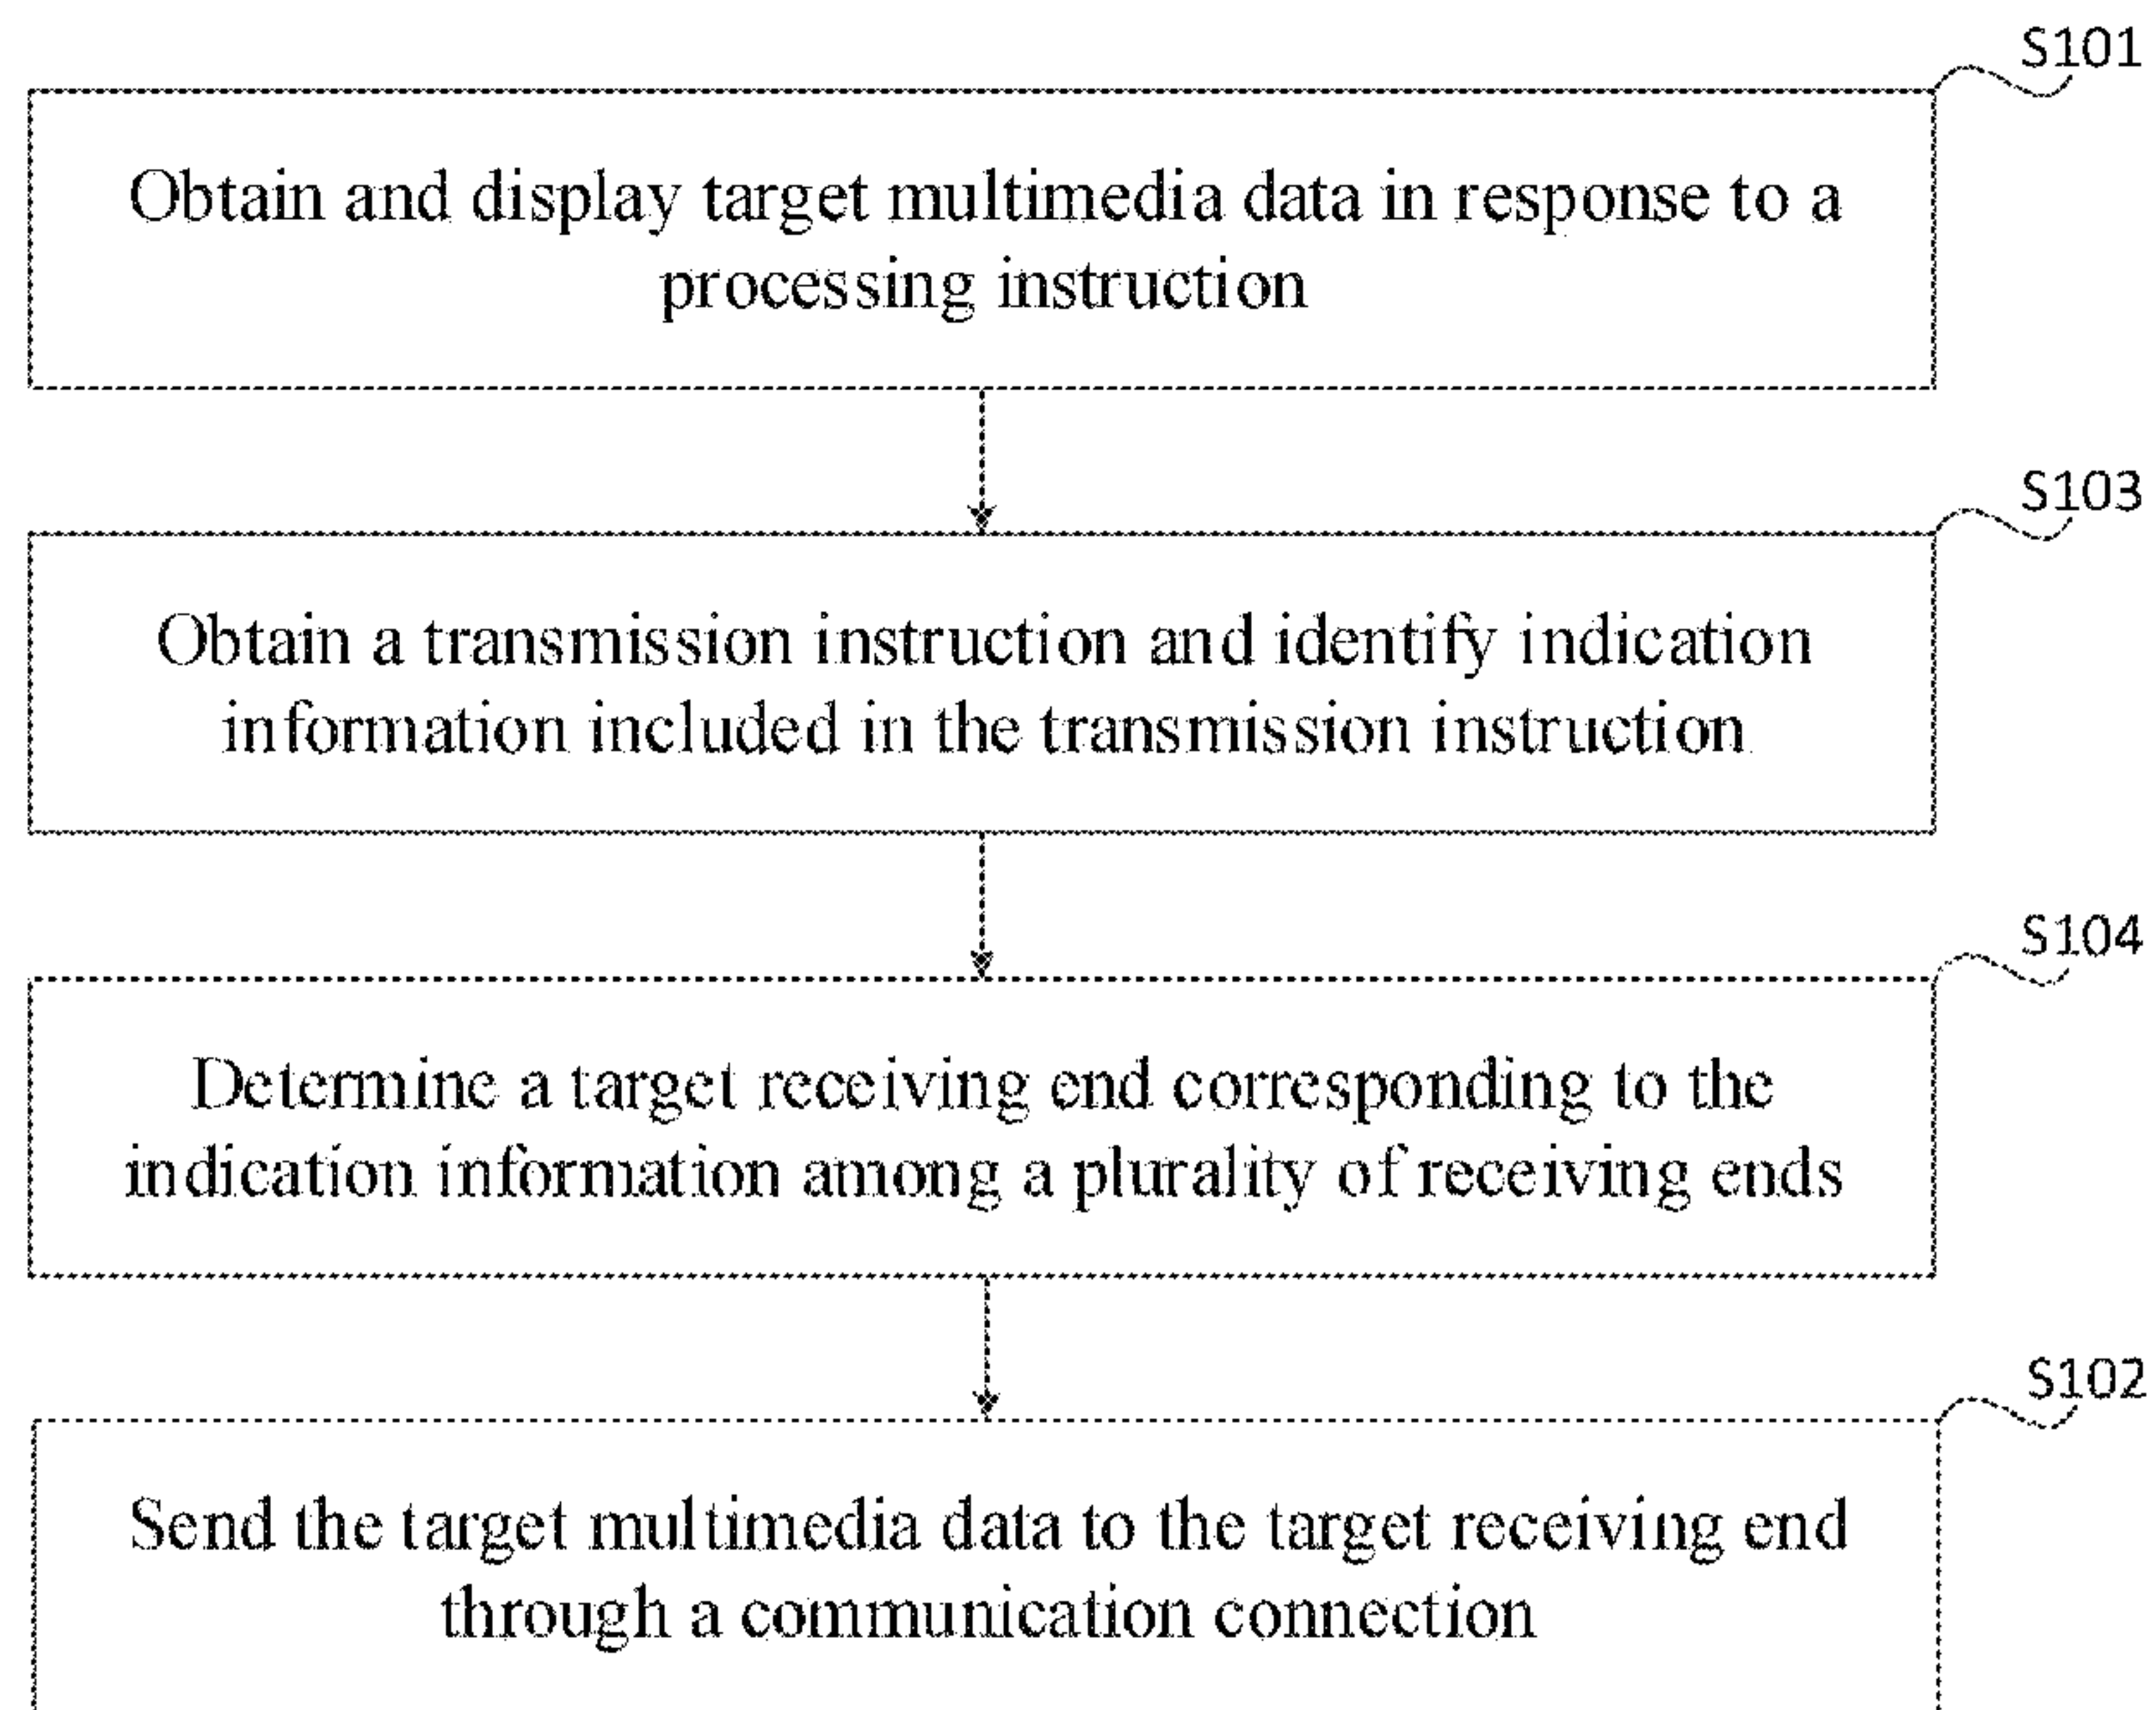 S101
Obtain and display target multimedia data in response to a
processing instruction
S103
Obtain a transmission instruction and identify indication
information included in the transmission instruction
S104
Determine a target receiving end corresponding to the
indication information among a plurality of receiving ends
S102
Send the target multimedia data to the target receiving end
through a communication connection